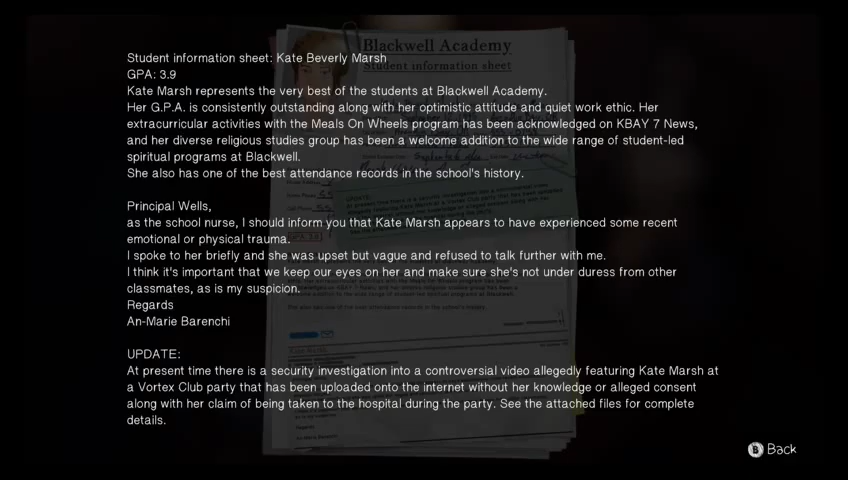 Blackwell Academy
Student information sheet
Student information sheet: Kate Beverly Marsh
GPA: 3.9
Kate Marsh represents the very best of the students at Blackwell Academy.
Her G.P.A. is consistently outstanding along with her optimistic attitude and quiet work ethic. Her
extracurricular activities with the Meals On Wheels program has been acknowledged on KBAY 7 News,
and her diverse religious studies group has been a welcome addition to the wide range of student-led
spiritual programs at Blackwell.
She also has one of the best attendance records in the school's history.
Principal Wells,
as the school nurse, I should inform you that Kate Marsh appears to have experienced some recent
emotional or physical trauma.
I spoke to her briefly and she was upset but vague and refused to talk further with me.
I think it's important that we keep our eyes on her and make sure she's not under duress from other
classmates, as is my suspicion.
Regards
An-Marie Barenchi
UPDATE:
At present time there is a security investigation into a controversial video allegedly featuring Kate Marsh at
a Vortex Club party that has been uploaded onto the internet without her knowledge or alleged consent
along with her claim of being taken to the hospital during the party. See the attached files for complete
details.
B Back